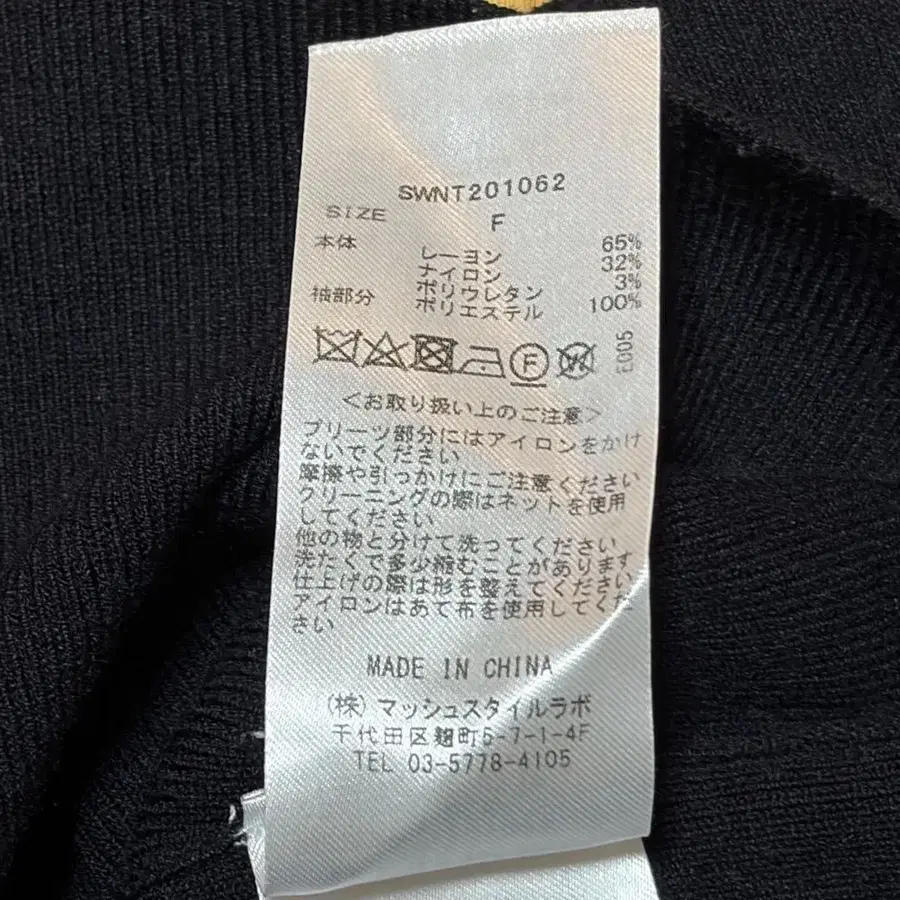 SWNT201062
SIZE F
本体 レーヨン 65%
ナイロン 32%
ポリウレタン 3%
袖部分 ポリエステル 100%
F W E005
＜お取り扱い上のご注意＞
プリーツ部分にはアイロンをかけ
ないでください
摩擦や引っかけにご注意ください
クリーニングの際はネットを使用
してください
他の物と分けて洗ってください
洗たくで多少縮むことがあります
仕上げの際は形を整えてください
アイロンはあて布を使用してくだ
さい
MADE IN CHINA
(株) マッシュスタイルラボ
千代田区麹町5-7-1-4F
TEL 03-5778-4105